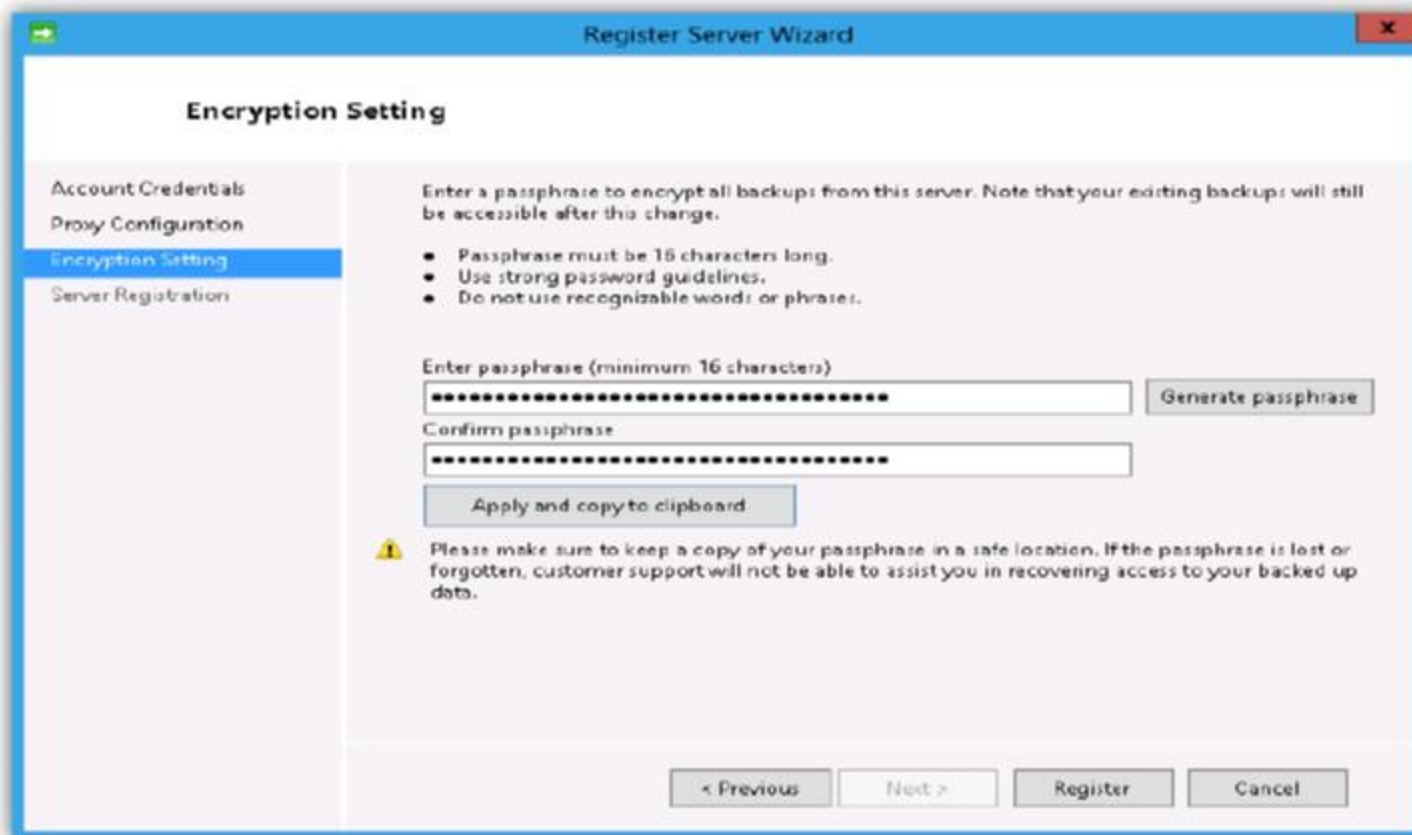 Register Server Wizard
x
Encryption Setting
Account Credentials
Proxy Configuration
Encryption Setting
Server Registration
Enter a passphrase to encrypt all backups from this server. Note that your existing backups will still
be accessible after this change.
• Passphrase must be 16 characters long.
• Use strong password guidelines.
• Do not use recognizable words or phrases.
Enter passphrase (minimum 16 characters)
Generate passphrase
Confirm passphrase
Apply and copy to clipboard
Please make sure to keep a copy of your passphrase in a safe location. If the passphrase is lost or
forgotten, customer support will not be able to assist you in recovering access to your backed up
data.
< Previous
Next >
Register
Cancel